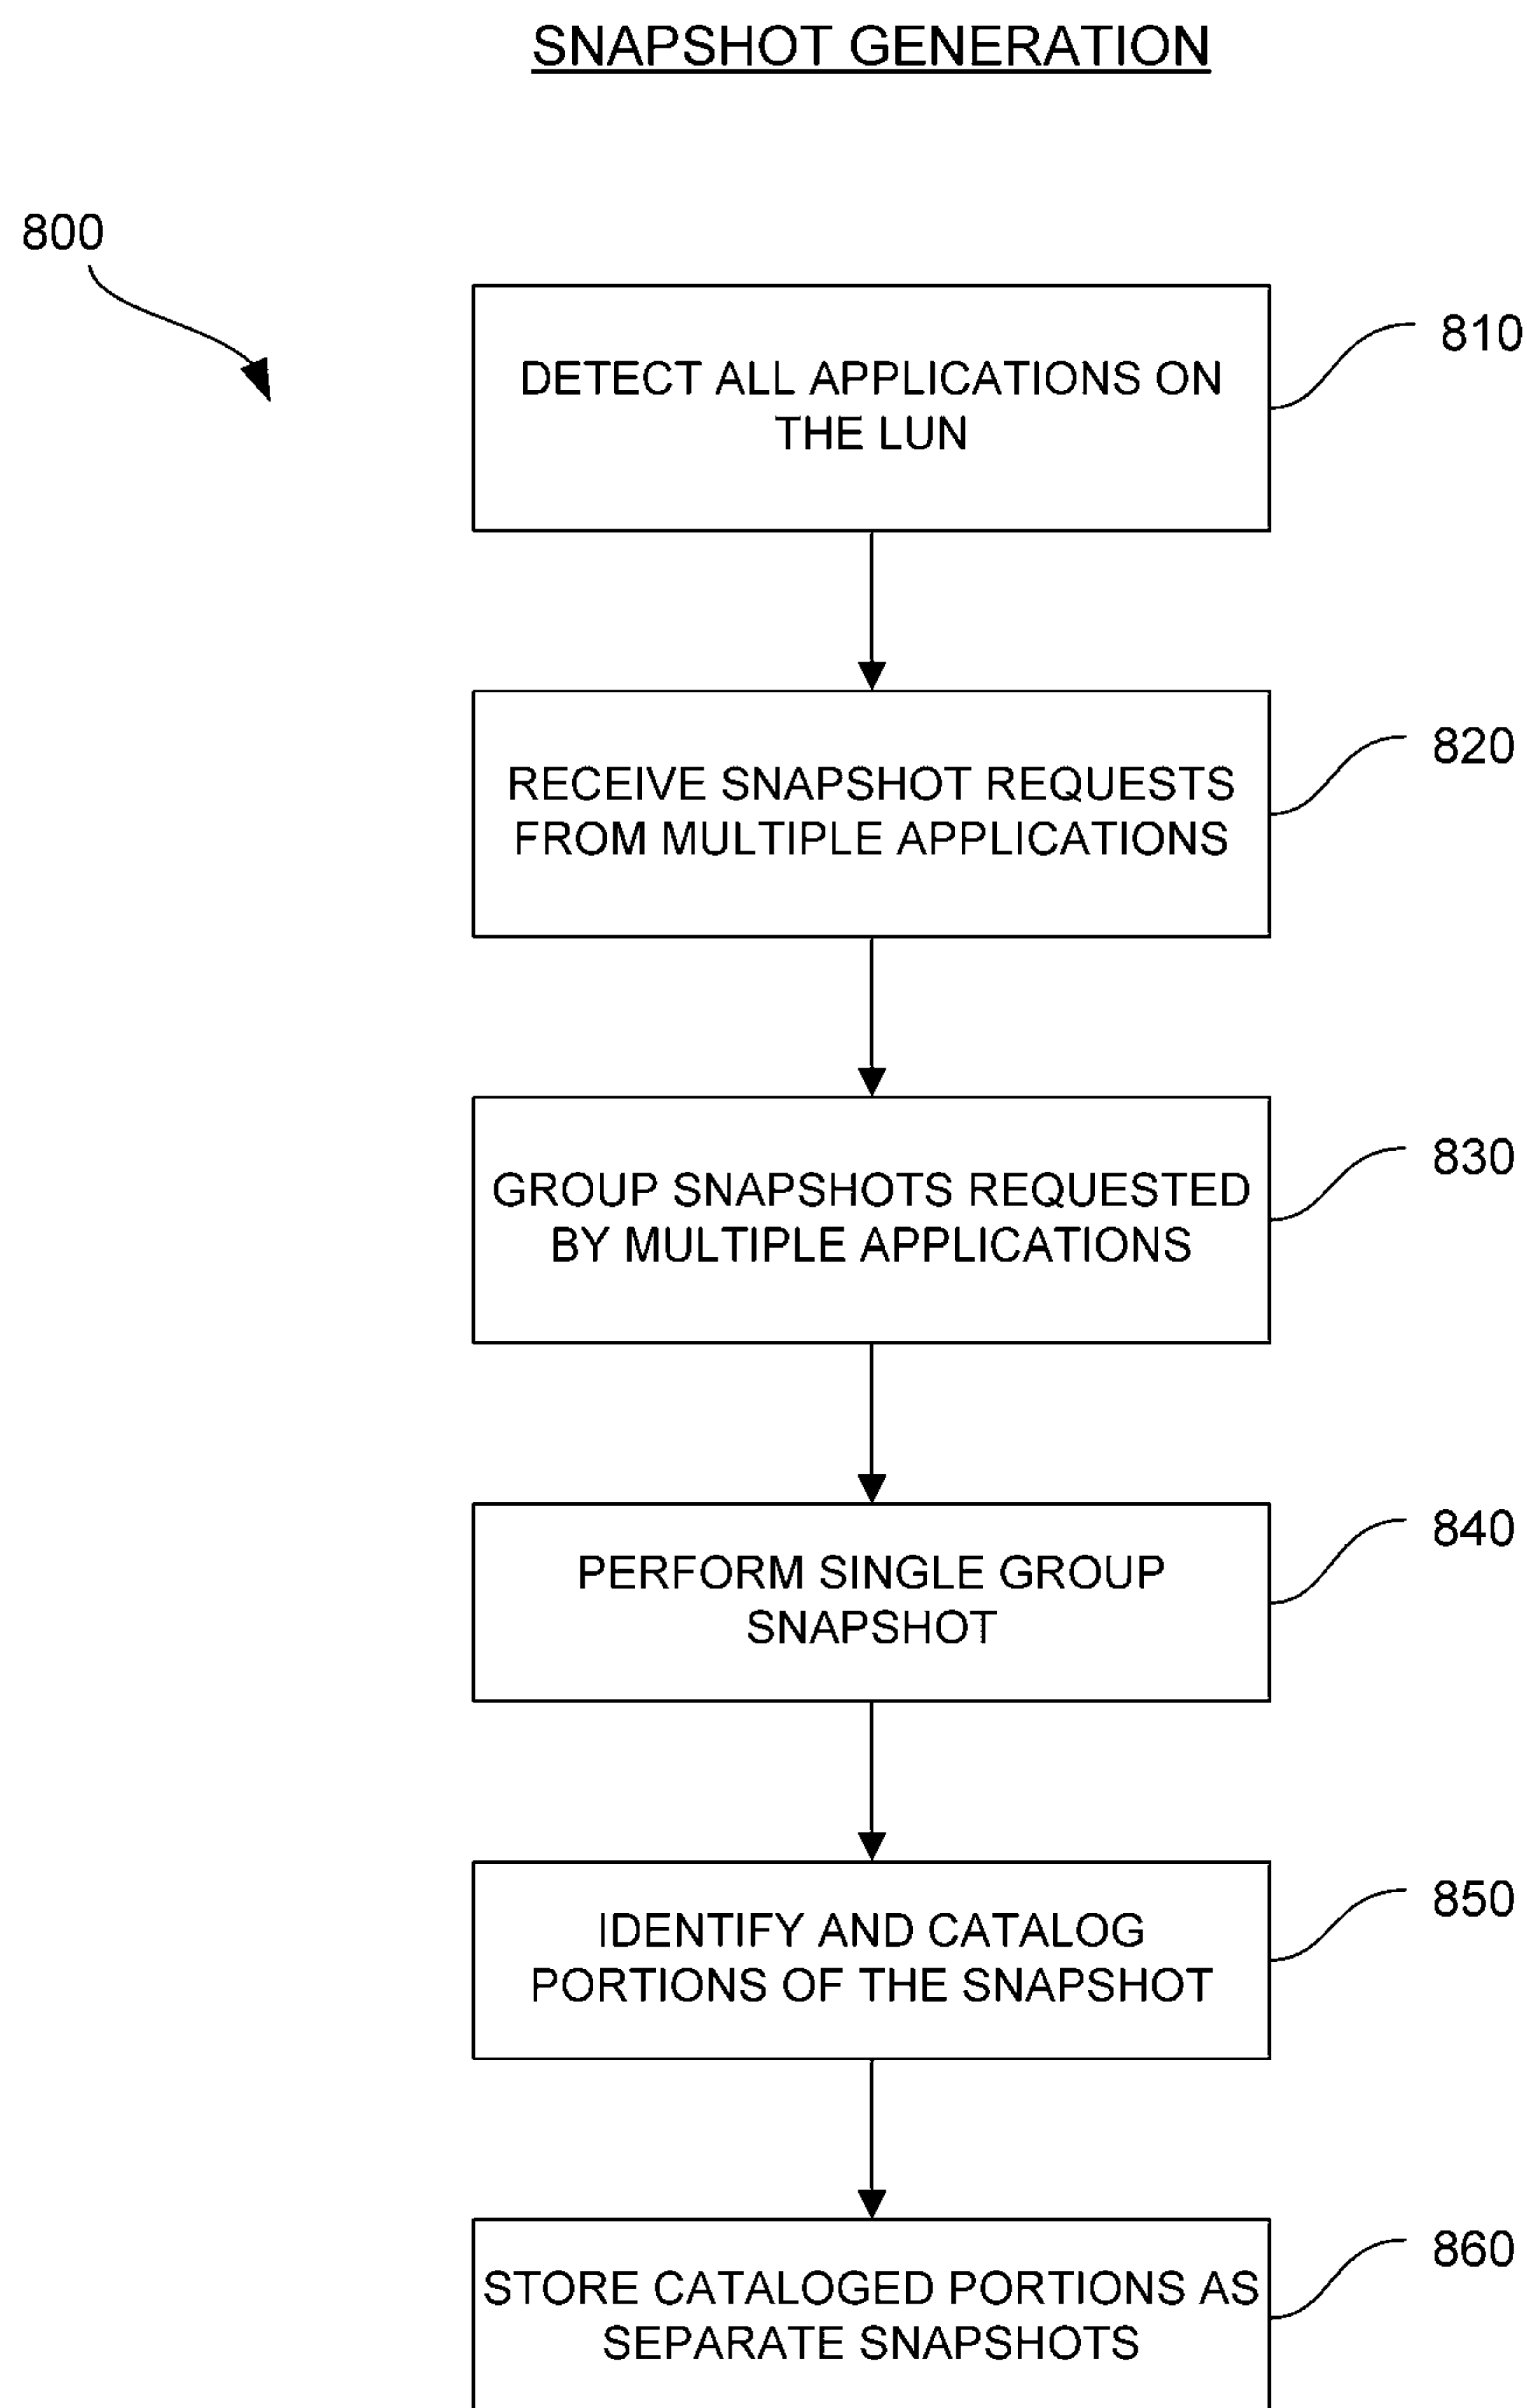 SNAPSHOT GENERATION
800
DETECT ALL APPLICATIONS ON
THE LUN
810
RECEIVE SNAPSHOT REQUESTS
FROM MULTIPLE APPLICATIONS
820
GROUP SNAPSHOTS REQUESTED
BY MULTIPLE APPLICATIONS
830
PERFORM SINGLE GROUP
SNAPSHOT
840
IDENTIFY AND CATALOG
PORTIONS OF THE SNAPSHOT
850
STORE CATALOGED PORTIONS AS
SEPARATE SNAPSHOTS
860